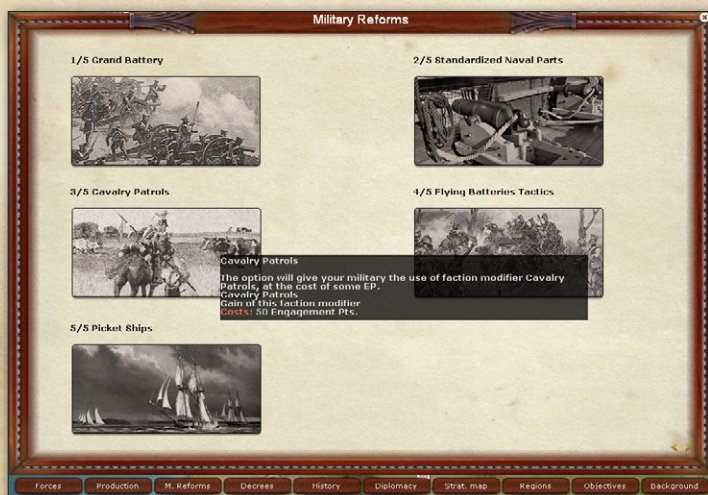 Military Reforms
1/5 Grand Battery
2/5 Standardized Naval Parts
3/5 Cavalry Patrols
4/5 Flying Batteries Tactics
Cavalry Patrols
The option will give your military the use of faction modifier Cavalry
Patrols, at the cost of some EP.
Cavalry Patrols
Gain of this faction modifier
Costs: 50 Engagement Pts.
5/5 Picket Ships
Forces
Production
M. Reforms
Decrees
History
Diplomacy
Strat. map
Regions
Objectives
Background